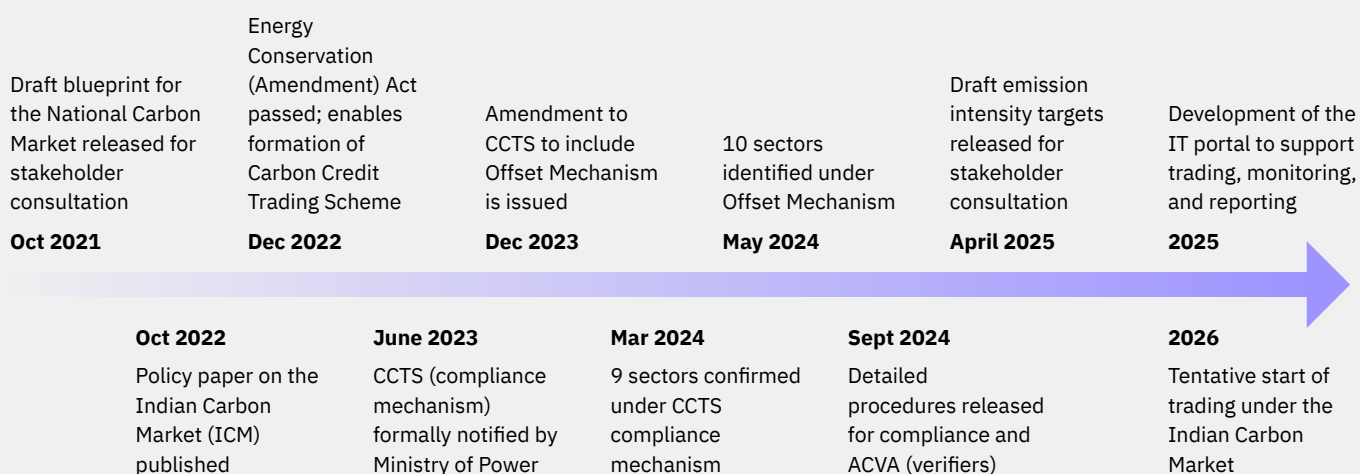 Draft blueprint for
the National Carbon
Market released for
stakeholder
consultation
Oct 2021
Energy
Conservation
(Amendment) Act
passed; enables
formation of
Carbon Credit
Trading Scheme
Dec 2022
Amendment to
CCTS to include
Offset Mechanism
is issued
Dec 2023
10 sectors
identified under
Offset Mechanism
May 2024
Draft emission
intensity targets
released for
stakeholder
consultation
April 2025
Development of the
IT portal to support
trading, monitoring,
and reporting
2025
Oct 2022
Policy paper on the
Indian Carbon
Market (ICM)
published
June 2023
CCTS (compliance
mechanism)
formally notified by
Ministry of Power
Mar 2024
9 sectors confirmed
under CCTS
compliance
mechanism
Sept 2024
Detailed
procedures released
for compliance and
ACVA (verifiers)
2026
Tentative start of
trading under the
Indian Carbon
Market